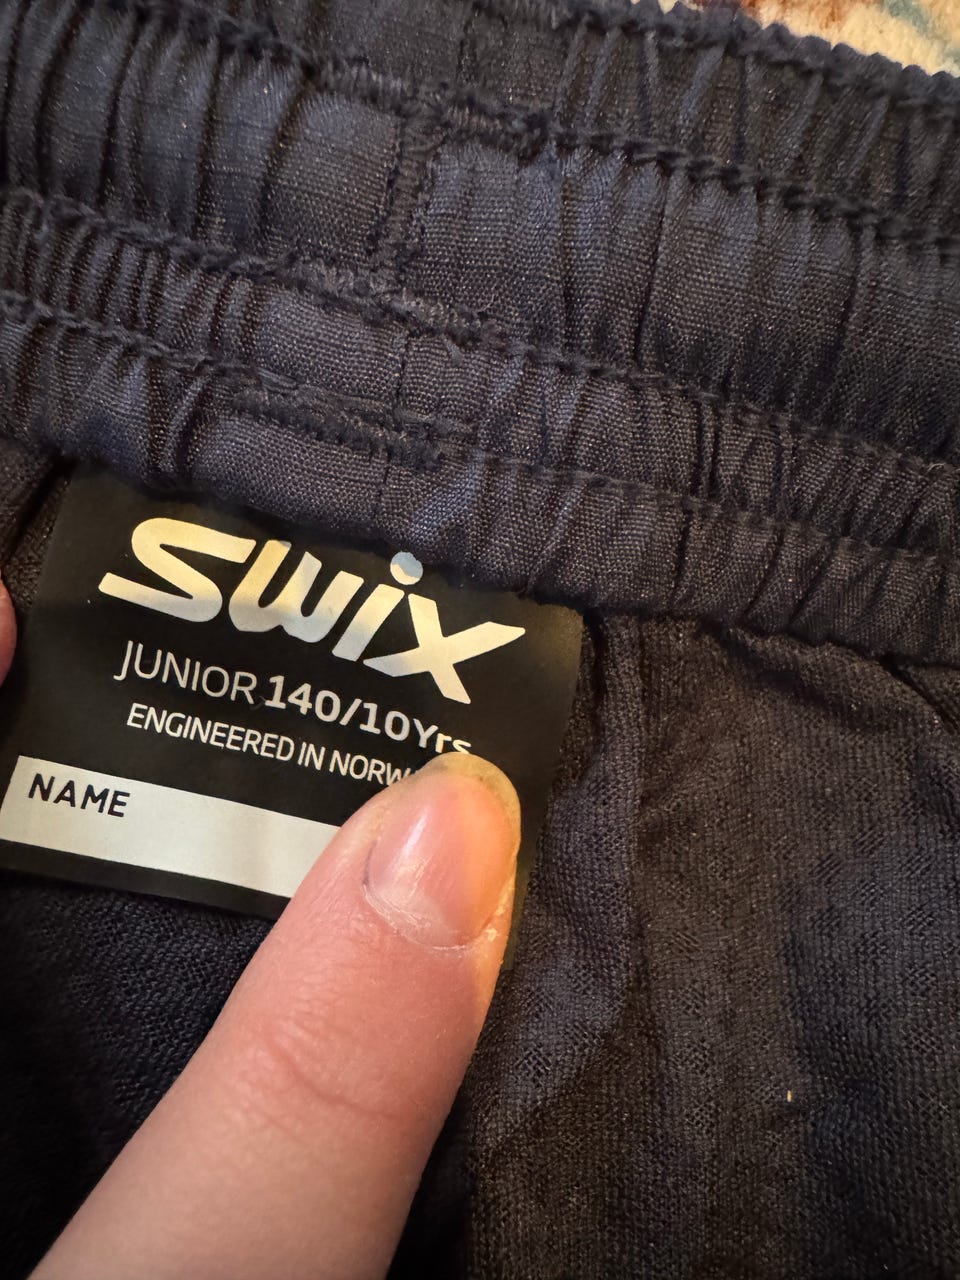 swix
JUNIOR 140/10Yrs
ENGINEERED IN
NAME